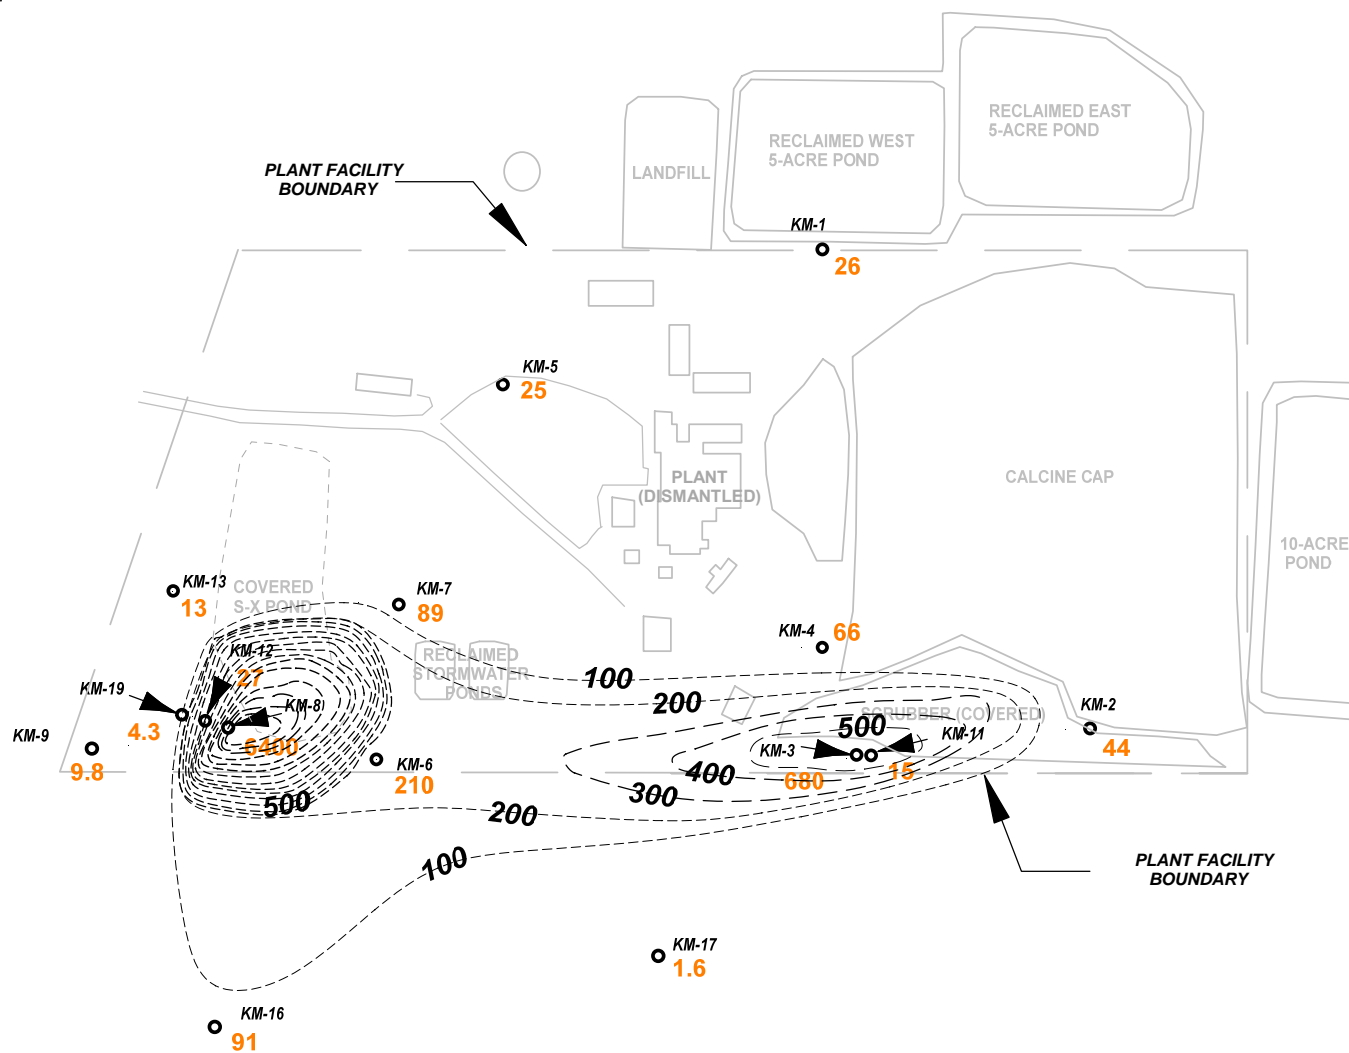 RECLAIMED EAST
5-ACRE POND
RECLAIMED WEST
5-ACRE POND
PLANT FACILITY
BOUNDARY
LANDFILL
KM-1
26
KM-5
25
PLANT
(DISMANTLED)
CALCINE CAP
10-ACRE
POND
KM-13
13
COVERED
S-X POND
KM-7
89
KM-4
66
KM-12
27
RECLAIMED
STORMWATER
PONDS
100
200
KM-19
4.3
KM-8
6400
SCRUBBER (COVERED)
500
KM-2
44
KM-9
9.8
KM-6
210
KM-3
680
KM-11
15
400
300
500
200
100
PLANT FACILITY
BOUNDARY
KM-17
1.6
KM-16
91